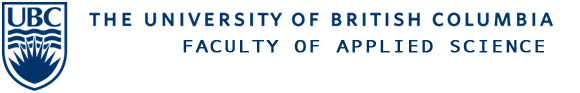 UBC
THE UNIVERSITY OF BRITISH COLUMBIA
FACULTY OF APPLIED SCIENCE